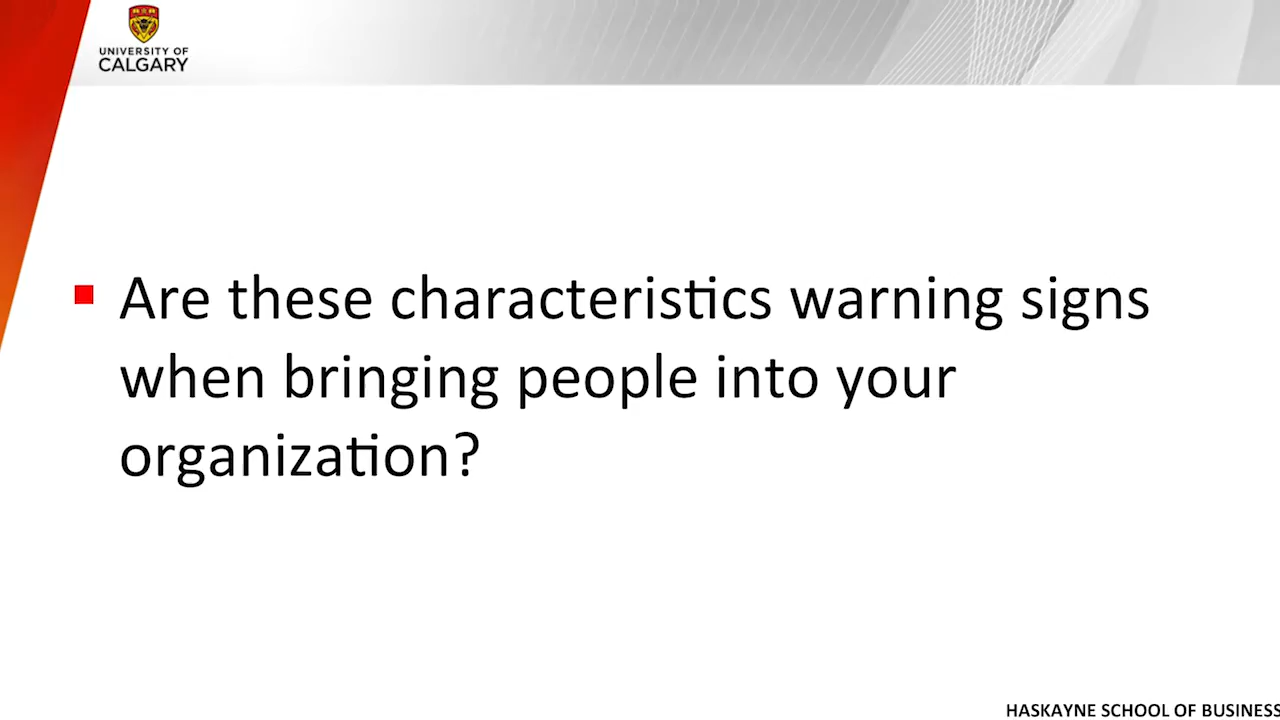 UNIVERSITY OF
CALGARY
Are these characteristics warning signs
when bringing people into your
organization?
HASKAYNE SCHOOL OF BUSINESS